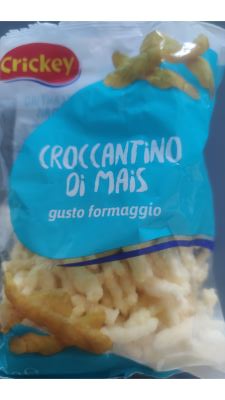 Crickey
CROCCANTINO
DI MAIS
gusto formaggio